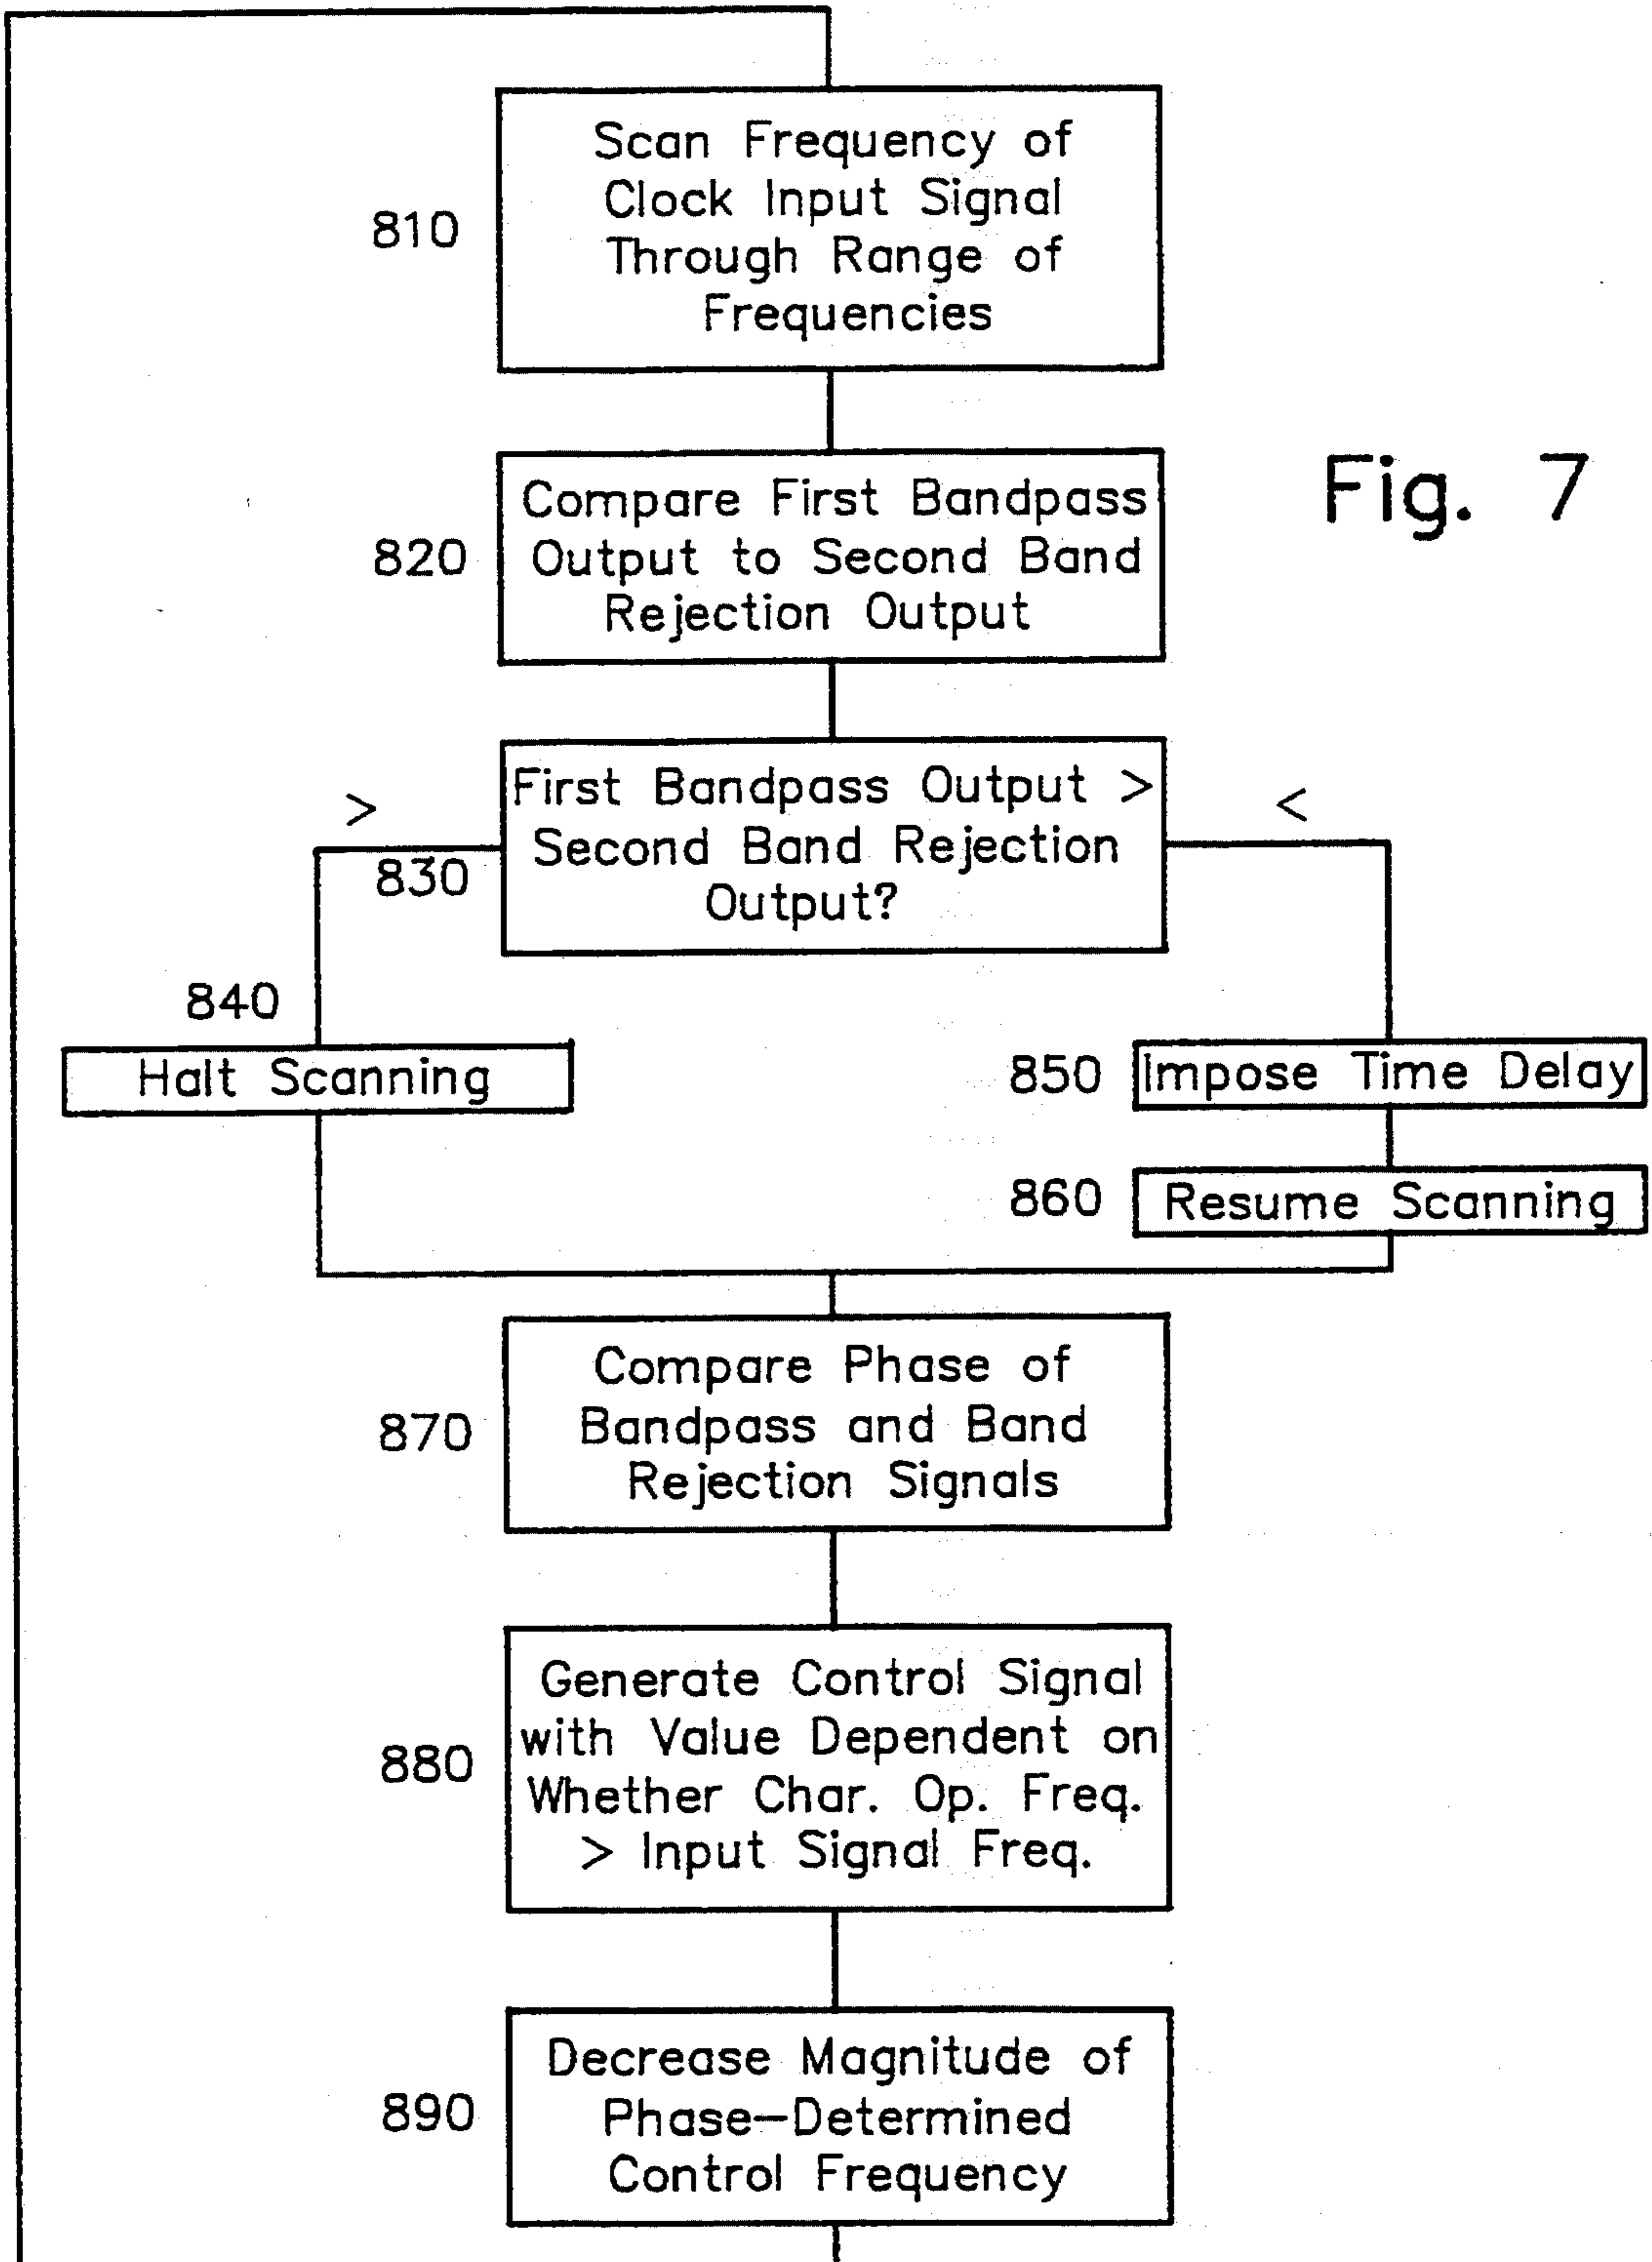 Scan Frequency of
Clock Input Signal
Through Range of
Frequencies
810
Fig. 7
Compare First Bandpass
Output to Second Band
Rejection Output
820
First Bandpass Output >
Second Band Rejection
Output?
>
<
830
840
Halt Scanning
850
Impose Time Delay
860
Resume Scanning
Compare Phase of
Bandpass and Band
Rejection Signals
870
Generate Control Signal
with Value Dependent on
Whether Char. Op. Freq.
> Input Signal Freq.
880
Decrease Magnitude of
Phase-Determined
Control Frequency
890